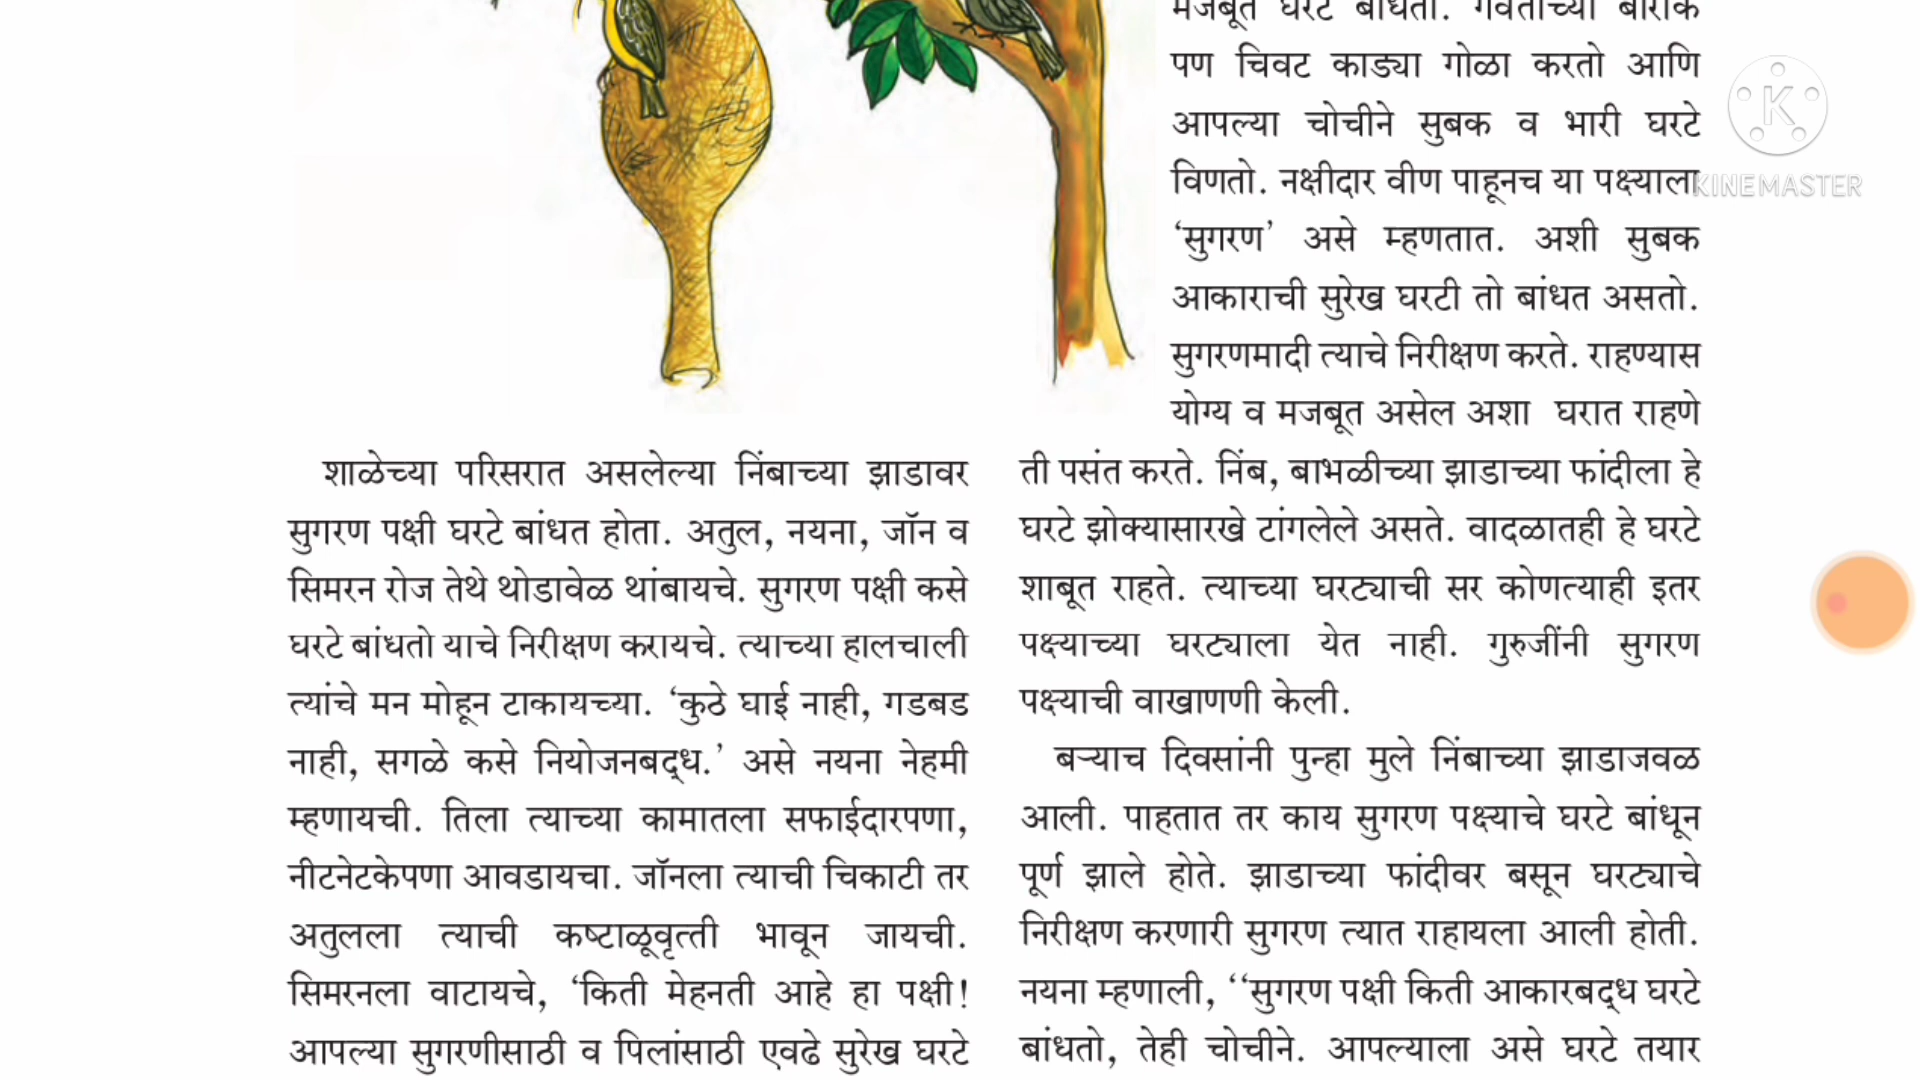 शाळेच्या परिसरात असलेल्या निंबाच्या झाडावर
सुगरण पक्षी घरटे बांधत होता. अतुल, नयना, जॉन व
सिमरन रोज तेथे थोडावेळ थांबायचे. सुगरण पक्षी कसे
घरटे बांधतो याचे निरीक्षण करायचे. त्याच्या हालचाली
त्यांचे मन मोहून टाकायच्या. ‘कुठे घाई नाही, गडबड
नाही, सगळे कसे नियोजनबद्ध.’ असे नयना नेहमी
म्हणायची. तिला त्याच्या कामातला सफाईदारपणा,
नीटनेटकेपणा आवडायचा. जॉनला त्याची चिकाटी तर
अतुलला त्याची कष्टाळूवृत्ती भावून जायची.
सिमरनला वाटायचे, ‘किती मेहनती आहे हा पक्षी!
आपल्या सुगरणीसाठी व पिलांसाठी एवढे सुरेख घरटे
मजबूत घरटे बांधतो. गवताच्या बारीक
पण चिवट काड्या गोळा करतो आणि
आपल्या चोचीने सुबक व भारी घरटे
विणतो. नक्षीदार वीण पाहूनच या पक्ष्याला
‘सुगरण’ असे म्हणतात. अशी सुबक
आकाराची सुरेख घरटी तो बांधत असतो.
सुगरणमादी त्याचे निरीक्षण करते. राहण्यास
योग्य व मजबूत असेल अशा घरात राहणे
ती पसंत करते. निंब, बाभळीच्या झाडाच्या फांदीला हे
घरटे झोक्यासारखे टांगलेले असते. वादळातही हे घरटे
शाबूत राहते. त्याच्या घरट्याची सर कोणत्याही इतर
पक्ष्याच्या घरट्याला येत नाही. गुरुजींनी सुगरण
पक्ष्याची वाखाणणी केली.
बऱ्याच दिवसांनी पुन्हा मुले निंबाच्या झाडाजवळ
आली. पाहतात तर काय सुगरण पक्ष्याचे घरटे बांधून
पूर्ण झाले होते. झाडाच्या फांदीवर बसून घरट्याचे
निरीक्षण करणारी सुगरण त्यात राहायला आली होती.
नयना म्हणाली, ‘‘सुगरण पक्षी किती आकारबद्ध घरटे
बांधतो, तेही चोचीने. आपल्याला असे घरटे तयार
K
KINEMASTER